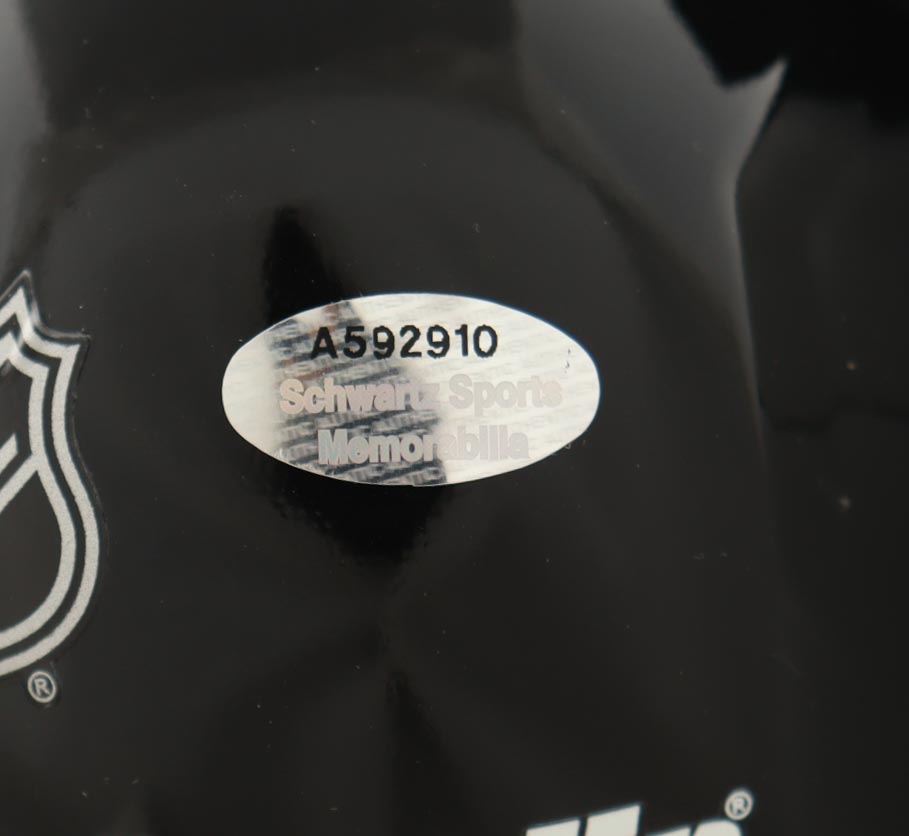 A592910
Schwartz Sports
Memorabilia
®
®